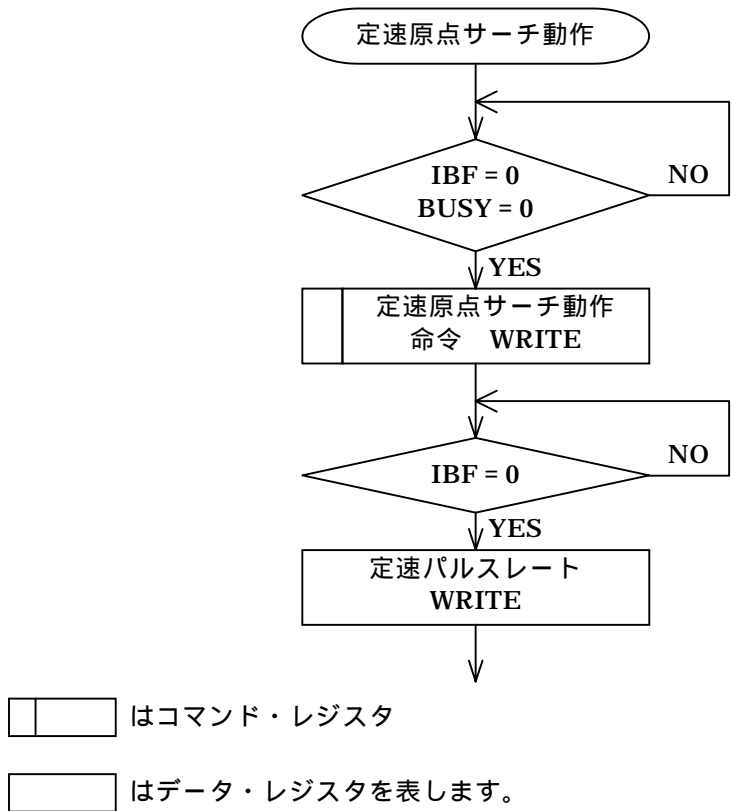 定速原点サーチ動作
IBF = 0
BUSY = 0
NO
YES
定速原点サーチ動作
命令　WRITE
IBF = 0
NO
YES
定速パルスレート
WRITE
はコマンド・レジスタ
はデータ・レジスタを表します。